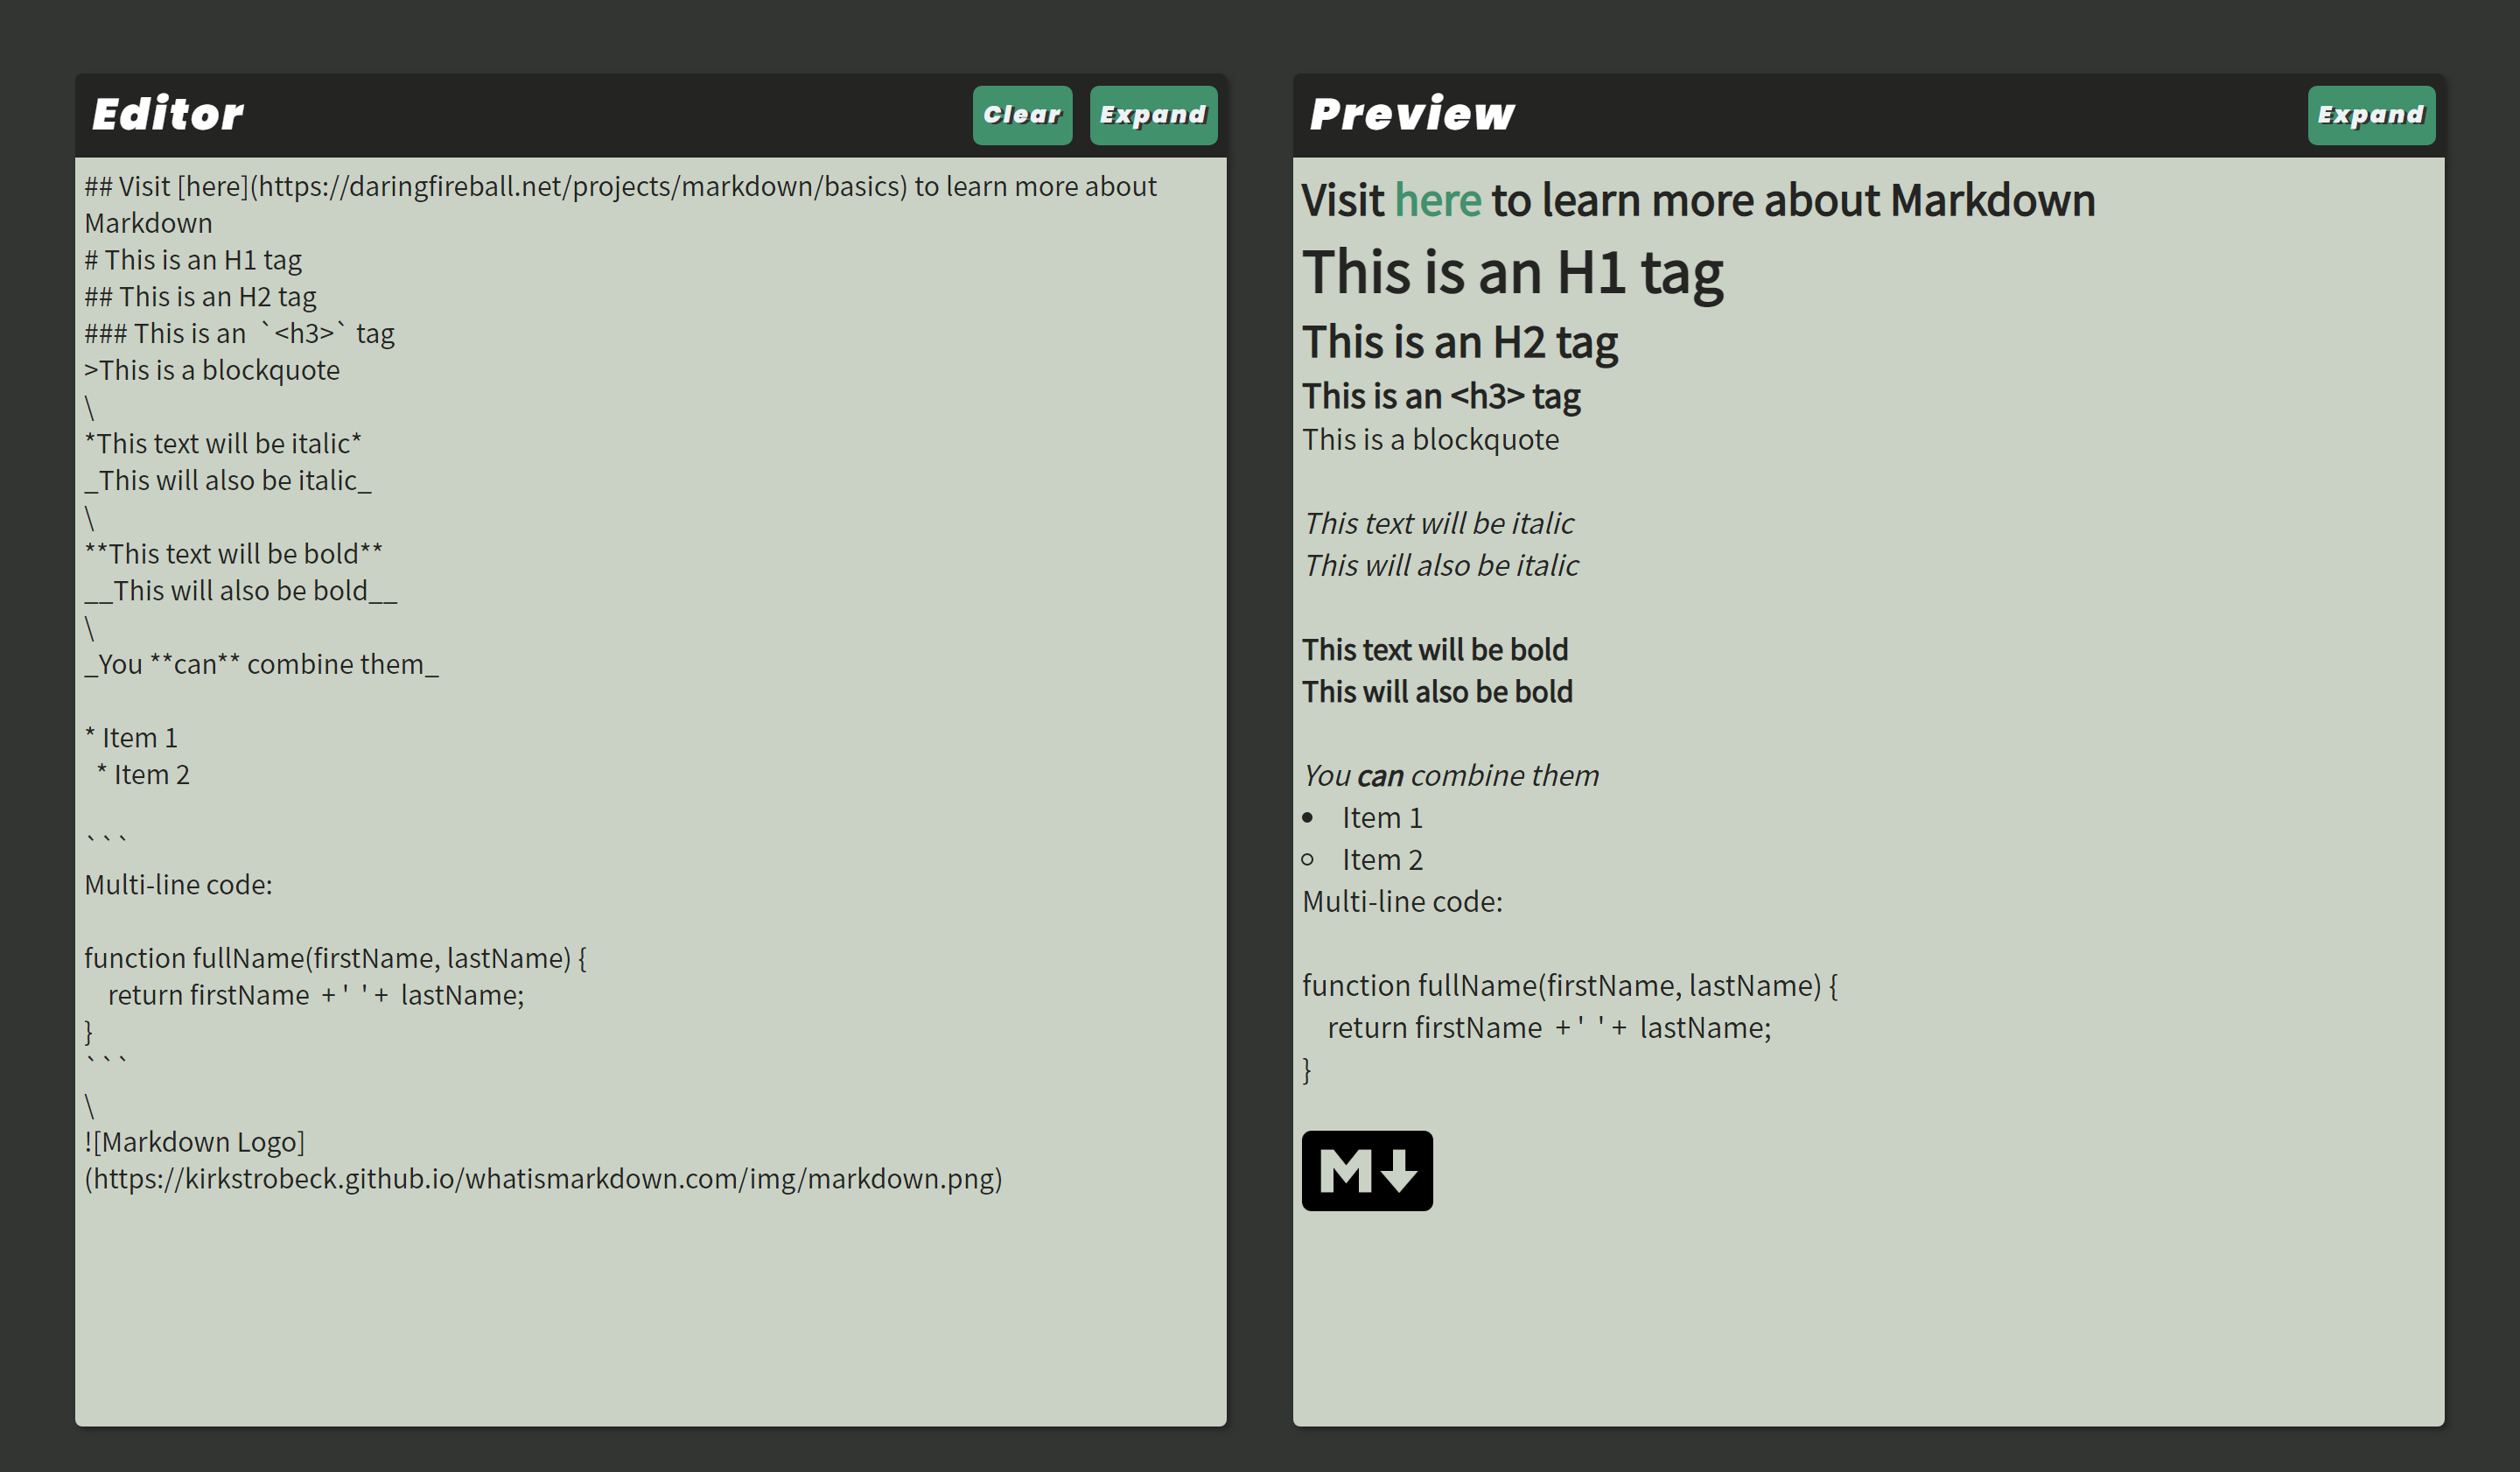 Editor
Clear
Expand
## Visit [here](https://daringfireball.net/projects/markdown/basics) to learn more about
Markdown
# This is an H1 tag
## This is an H2 tag
### This is an  `<h3>` tag
>This is a blockquote
\
*This text will be italic*
_This will also be italic_
\
**This text will be bold**
__This will also be bold__
\
_You **can** combine them_
* Item 1
  * Item 2
```
Multi-line code:
function fullName(firstName, lastName) {
    return firstName  + '  ' +  lastName;
}
```
\
![Markdown Logo]
(https://kirkstrobeck.github.io/whatismarkdown.com/img/markdown.png)
Preview
Expand
Visit here to learn more about Markdown
This is an H1 tag
This is an H2 tag
This is an <h3> tag
This is a blockquote
This text will be italic
This will also be italic
This text will be bold
This will also be bold
You can combine them
• Item 1
◦ Item 2
Multi-line code:
function fullName(firstName, lastName) {
    return firstName  + '  ' +  lastName;
}
M